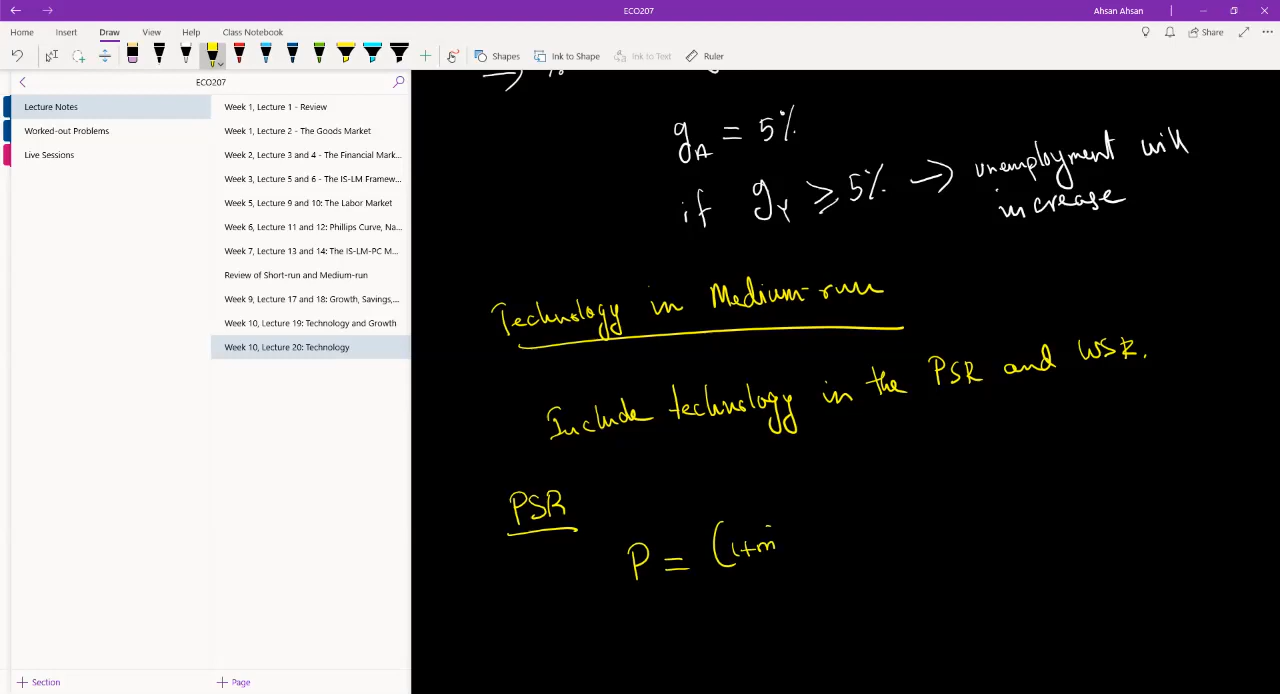 ECO207
Ahsan Ahsan
Home Insert Draw View Help Class Notebook
Share
Shapes Ink to Shape Ink to Text Ruler
ECO207
Lecture Notes
Worked-out Problems
Live Sessions
Week 1, Lecture 1 - Review
Week 1, Lecture 2 - The Goods Market
Week 2, Lecture 3 and 4 - The Financial Mark...
Week 3, Lecture 5 and 6 - The IS-LM Framew...
Week 5, Lecture 9 and 10: The Labor Market
Week 6, Lecture 11 and 12: Phillips Curve, Na...
Week 7, Lecture 13 and 14: The IS-LM-PC M...
Review of Short-run and Medium-run
Week 9, Lecture 17 and 18: Growth, Savings,...
Week 10, Lecture 19: Technology and Growth
Week 10, Lecture 20: Technology
+ Section
+ Page
g_A = 5%
if g_Y ≥ 5% → unemployment will
increase
Technology in Medium-run
Include technology in the PSR and WSR.
PSR
P = (1+m